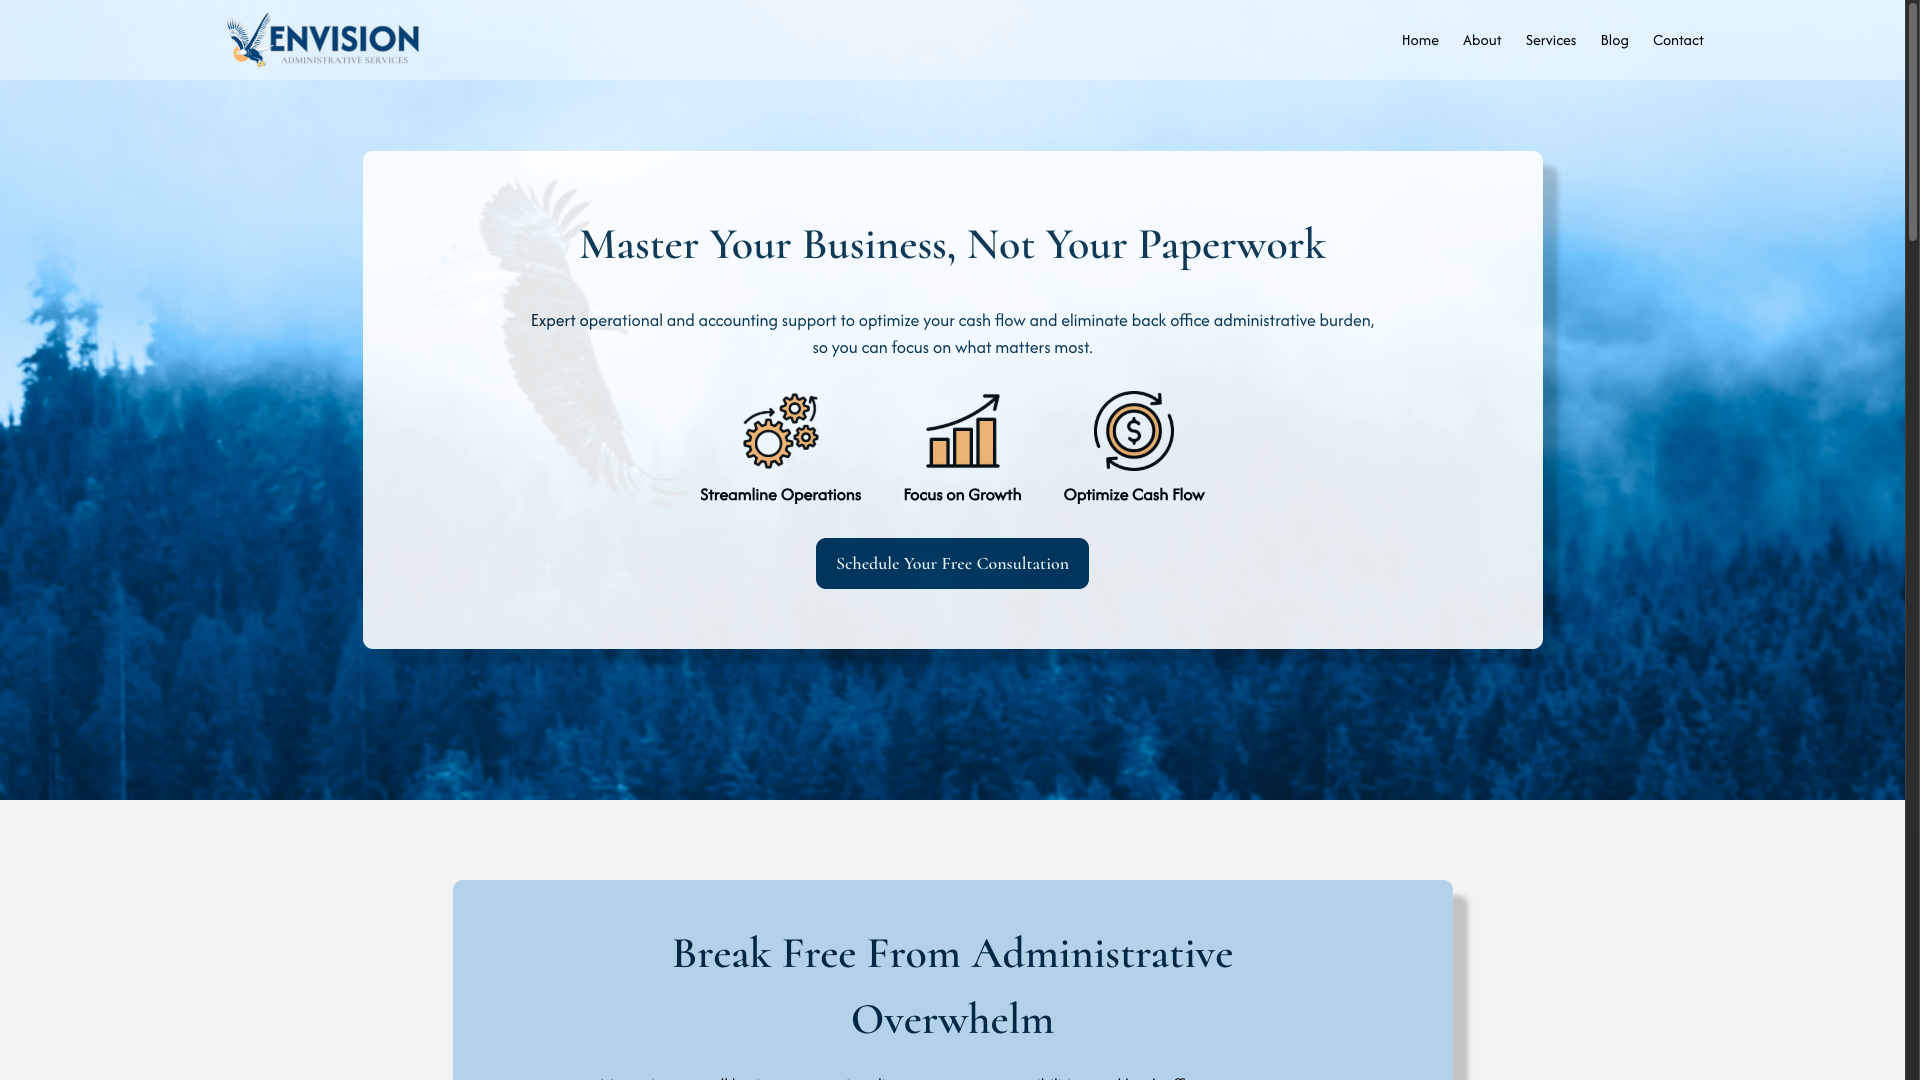 ENVISION
ADMINISTRATIVE SERVICES
Home
About
Services
Blog
Contact
Master Your Business, Not Your Paperwork
Expert operational and accounting support to optimize your cash flow and eliminate back office administrative burden,
so you can focus on what matters most.
$
Streamline Operations
Focus on Growth
Optimize Cash Flow
Schedule Your Free Consultation
Break Free From Administrative
Overwhelm